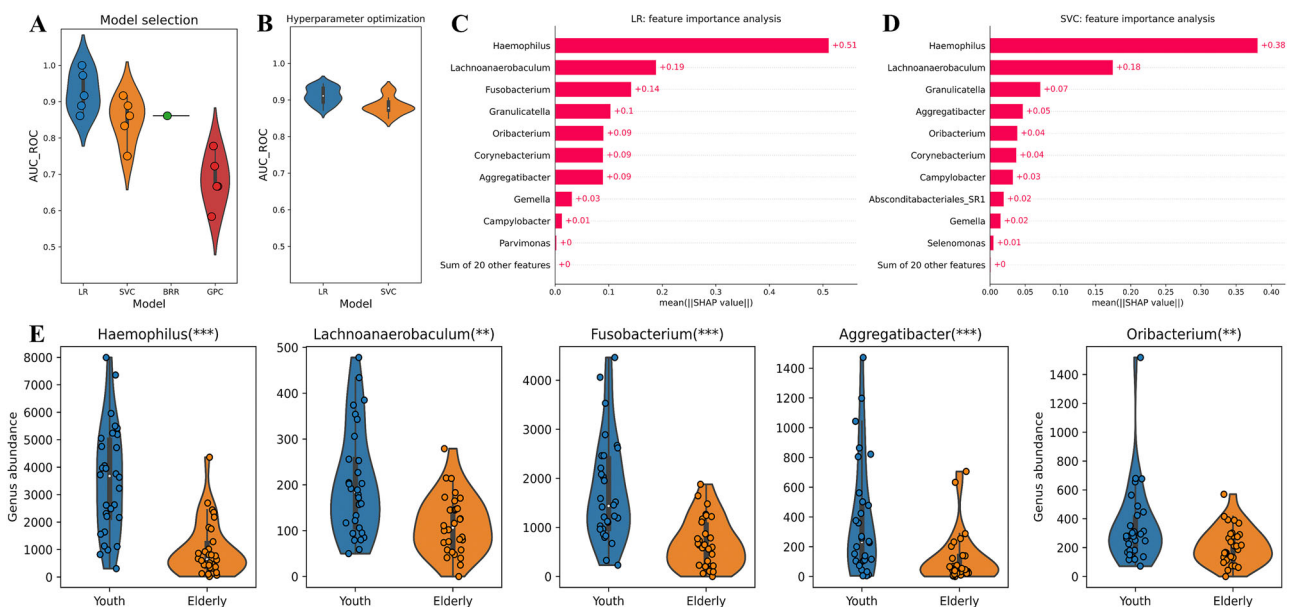 A
Model selection
AUC_ROC
1.0
0.9
0.8
0.7
0.6
0.5
LR
SVC
BRR
GPC
Model
B
Hyperparameter optimization
AUC_ROC
1.0
0.9
0.8
0.7
0.6
0.5
LR
SVC
Model
C
LR: feature importance analysis
Haemophilus
+0.51
Lachnoanaerobaculum
+0.19
Fusobacterium
+0.14
Granulicatella
+0.1
Oribacterium
+0.09
Corynebacterium
+0.09
Aggregatibacter
+0.09
Gemella
+0.03
Campylobacter
+0.01
Parvimonas
+0
Sum of 20 other features
+0
0.0
0.1
0.2
0.3
0.4
0.5
mean(||SHAP value||)
D
SVC: feature importance analysis
Haemophilus
+0.38
Lachnoanaerobaculum
+0.18
Granulicatella
+0.07
Aggregatibacter
+0.05
Oribacterium
+0.04
Corynebacterium
+0.04
Campylobacter
+0.03
Absconditabacteriales_SR1
+0.02
Gemella
+0.02
Selenomonas
+0.01
Sum of 20 other features
+0
0.00
0.05
0.10
0.15
0.20
0.25
0.30
0.35
0.40
mean(||SHAP value||)
E
Haemophilus(***)
Genus abundance
8000
7000
6000
5000
4000
3000
2000
1000
0
Youth
Elderly
Lachnoanaerobaculum(**)
500
400
300
200
100
0
Youth
Elderly
Fusobacterium(***)
4000
3000
2000
1000
0
Youth
Elderly
Aggregatibacter(***)
1400
1200
1000
800
600
400
200
0
Youth
Elderly
Oribacterium(**)
Genus abundance
1400
1200
1000
800
600
400
200
0
Youth
Elderly